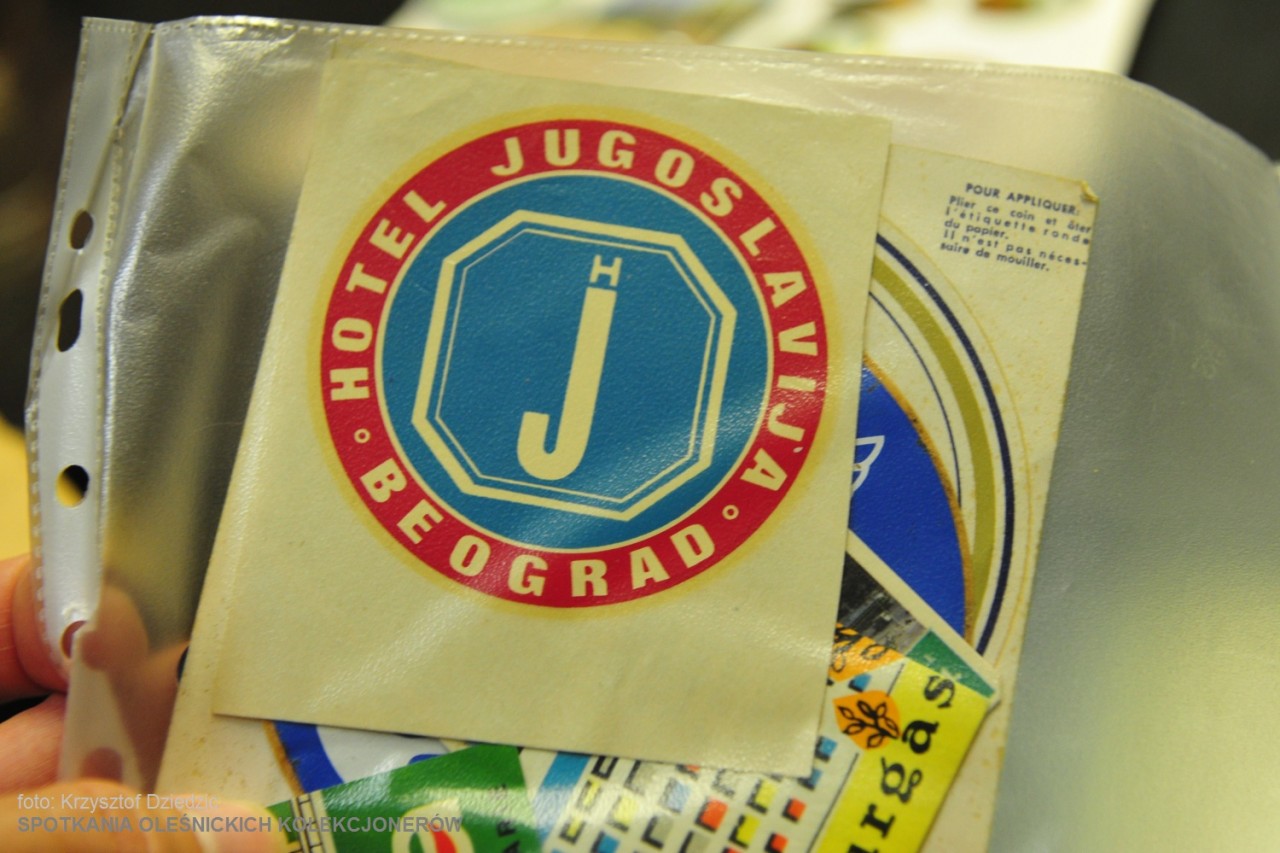 HOTEL JUGOSLAVIJA
BEOGRAD
H
J
POUR APPLIQUER:
Plier ce coin et ôter
l'étiquette ronde
du papier.
Il n'est pas néces-
saire de mouiller.
foto: Krzysztof Dziedzic
SPOTKANIA OLEŚNICKICH KOLEKCJONERÓW